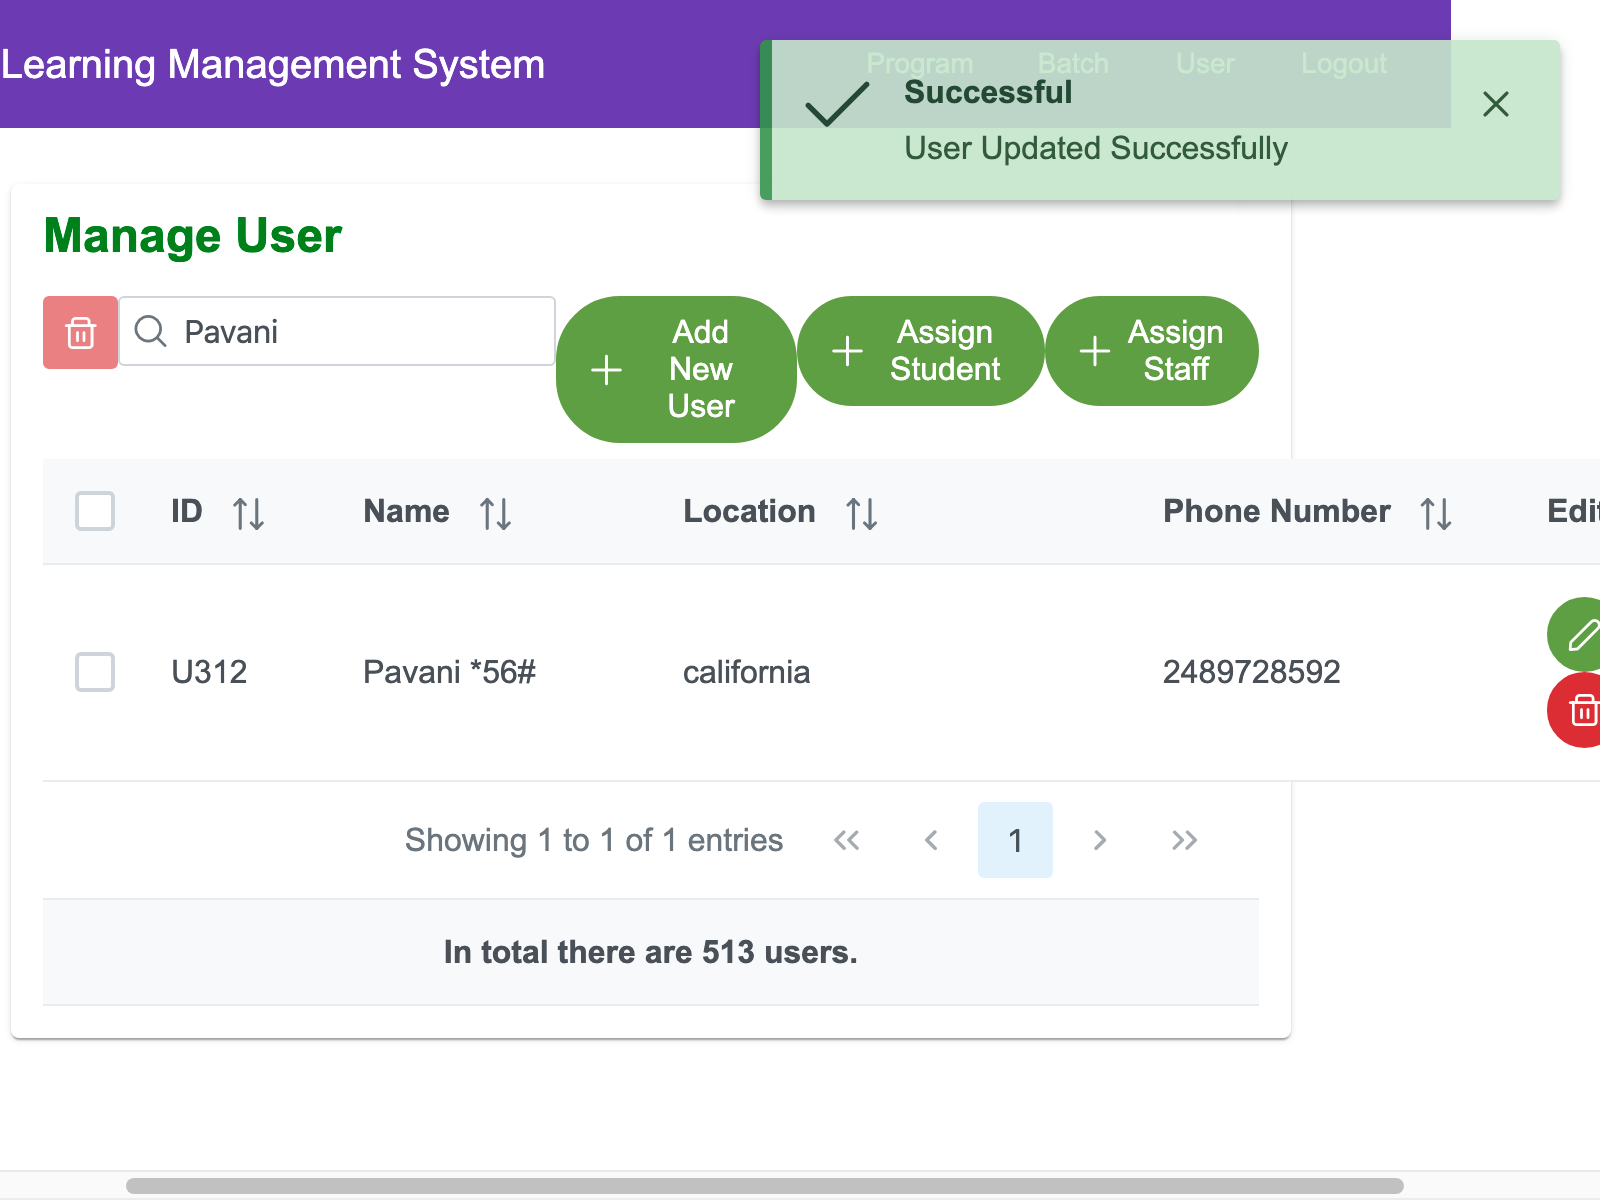 Learning Management System
Program Batch User Logout
Successful
User Updated Successfully
Manage User
Pavani
Add New User
Assign Student
Assign Staff
ID Name Location Phone Number Edit
U312 Pavani *56# california 2489728592
Showing 1 to 1 of 1 entries
1
In total there are 513 users.